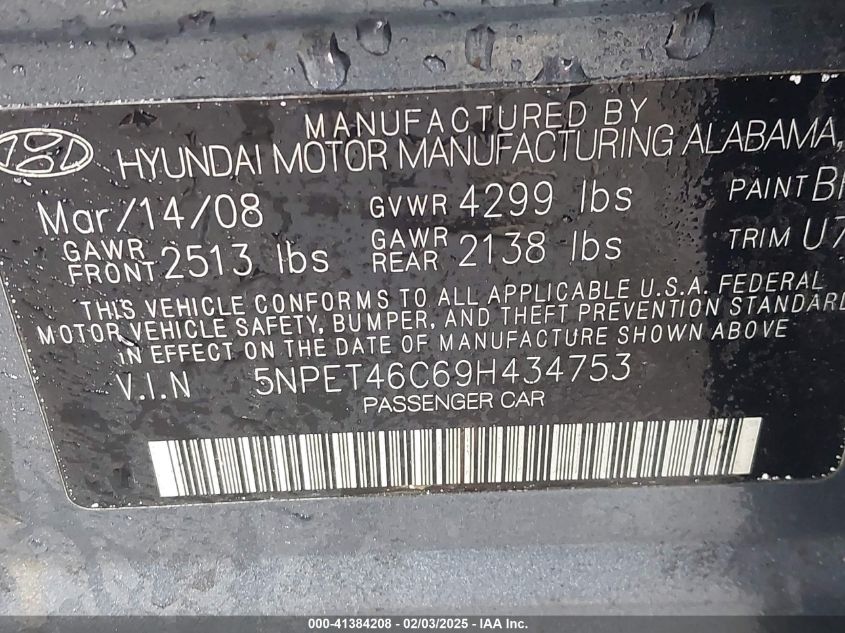 MANUFACTURED BY
HYUNDAI MOTOR MANUFACTURING ALABAMA,
Mar/14/08 GVWR 4299 lbs PAINT
GAWR FRONT 2513 lbs GAWR REAR 2138 lbs TRIM U7
THIS VEHICLE CONFORMS TO ALL APPLICABLE U.S.A. FEDERAL
MOTOR VEHICLE SAFETY, BUMPER, AND THEFT PREVENTION STANDARD
IN EFFECT ON THE DATE OF MANUFACTURE SHOWN ABOVE
V.I.N 5NPET46C69H434753
PASSENGER CAR
000-41384208 - 02/03/2025 - IAA Inc.